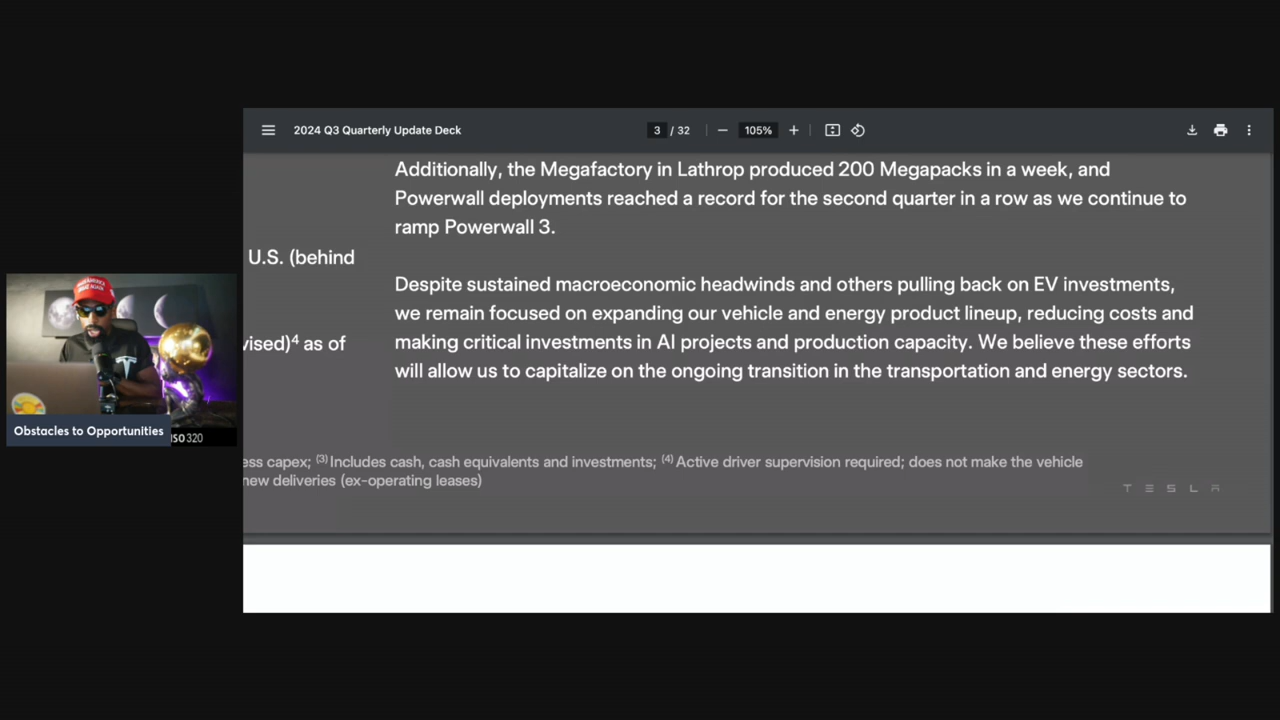 2024 Q3 Quarterly Update Deck
3 / 32
105%
Additionally, the Megafactory in Lathrop produced 200 Megapacks in a week, and
Powerwall deployments reached a record for the second quarter in a row as we continue to
ramp Powerwall 3.
U.S. (behind
Despite sustained macroeconomic headwinds and others pulling back on EV investments,
we remain focused on expanding our vehicle and energy product lineup, reducing costs and
making critical investments in AI projects and production capacity. We believe these efforts
will allow us to capitalize on the ongoing transition in the transportation and energy sectors.
vised)⁴ as of
ess capex; ⁽³⁾Includes cash, cash equivalents and investments; ⁽⁴⁾Active driver supervision required; does not make the vehicle
new deliveries (ex-operating leases)
TESLA
Obstacles to Opportunities
ISO 320